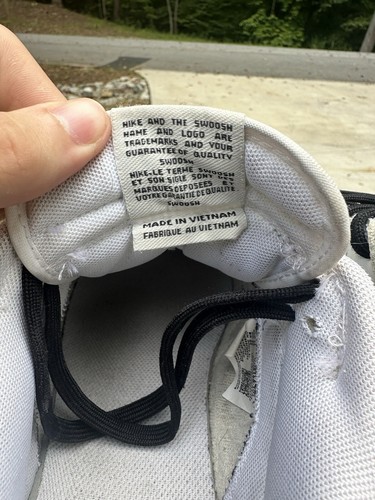 NIKE AND THE SWOOSH
NAME AND LOGO ARE
TRADEMARKS AND YOUR
GUARANTEE OF QUALITY
SWOOSH
NIKE-LE TERME SWOOSH
ET SON SIGLE SONT DES
MARQUES DEPOSEES ET
VOTRE GARANTIE DE QUALITE
SWOOSH
MADE IN VIETNAM
FABRIQUE AU VIETNAM